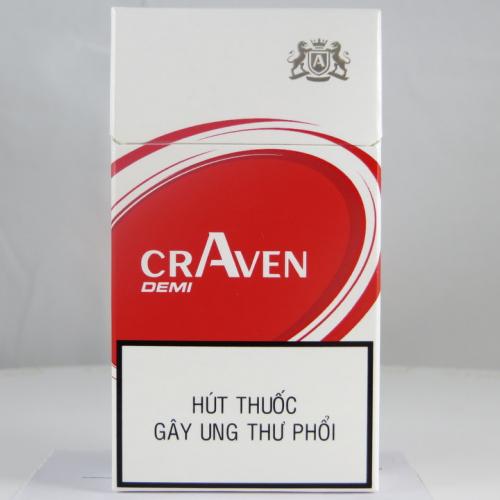 A
CRAVEN
DEMI
HÚT THUỐC
GÂY UNG THƯ PHỔI